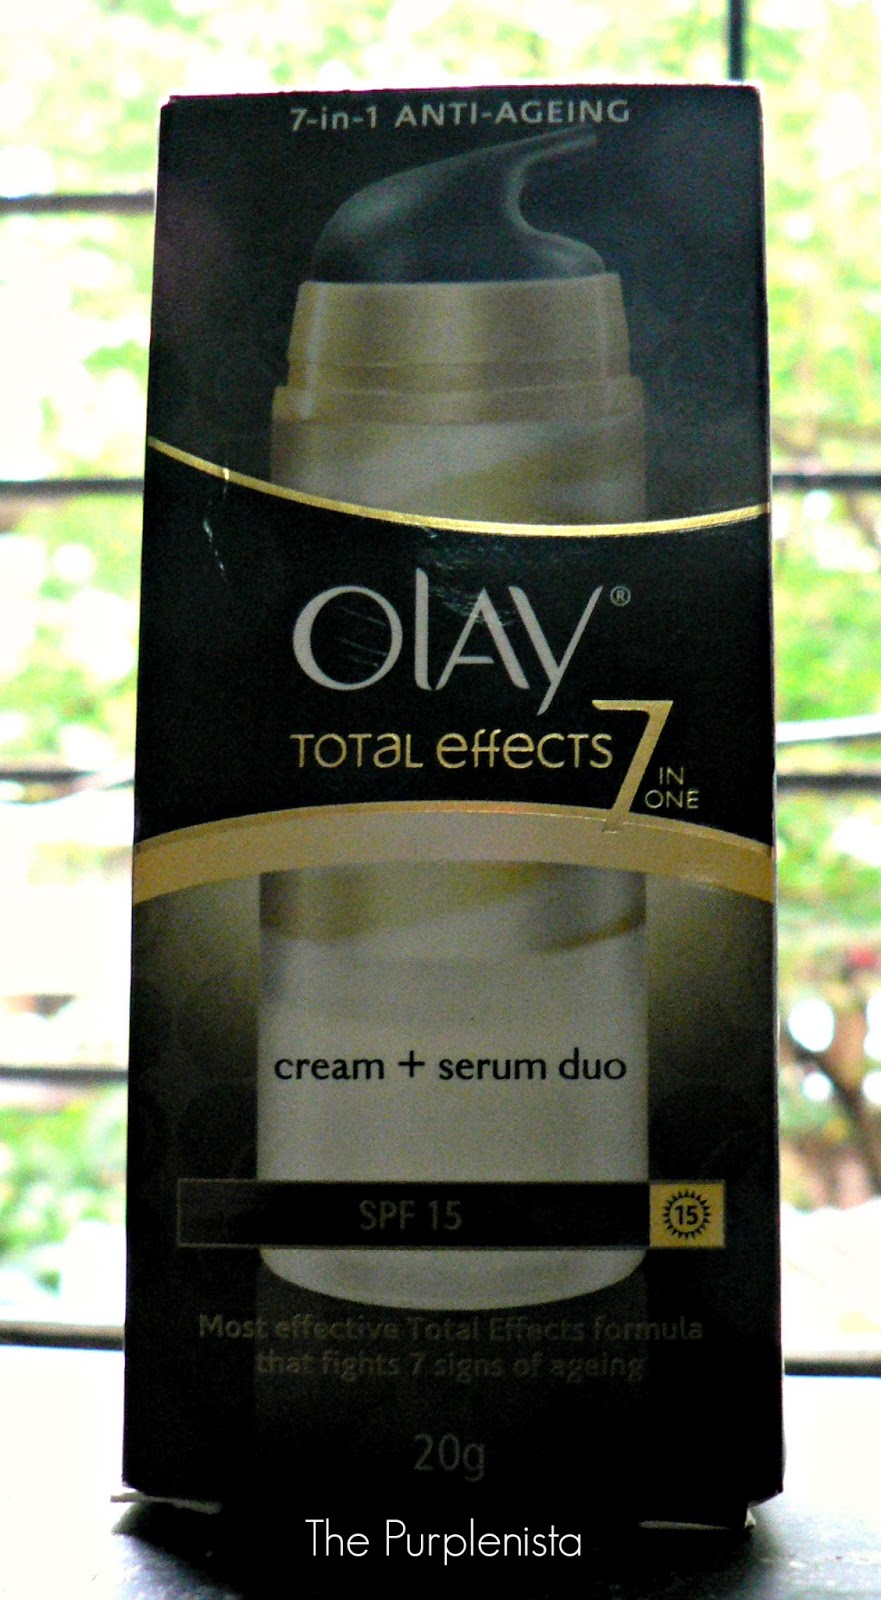 7-in-1 ANTI-AGEING
OLAY®
TOTAL EFFECTS 7
IN
ONE
cream + serum duo
SPF 15
15
Most effective Total Effects formula
that fights 7 signs of ageing
20g
The Purplenista